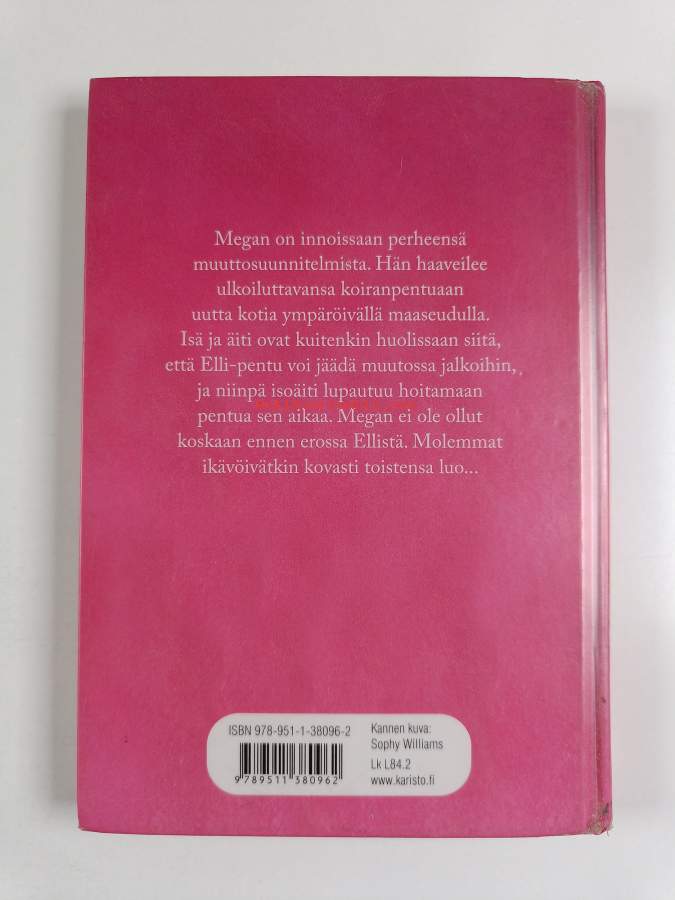 Megan on innoissaan perheensä
muuttosuunnitelmista. Hän haaveilee
ulkoiluttavansa koiranpentuaan
uutta kotia ympäröivällä maaseudulla.
Isä ja äiti ovat kuitenkin huolissaan siitä,
että Elli-pentu voi jäädä muutossa jalkoihin,
ja niinpä isoäiti lupautuu hoitamaan
pentua sen aikaa. Megan ei ole ollut
koskaan ennen erossa Ellistä. Molemmat
ikävöivätkin kovasti toistensa luo...
ISBN 978-951-1-38096-2
9 789511 380962
Kannen kuva:
Sophy Williams
Lk L84.2
www.karisto.fi